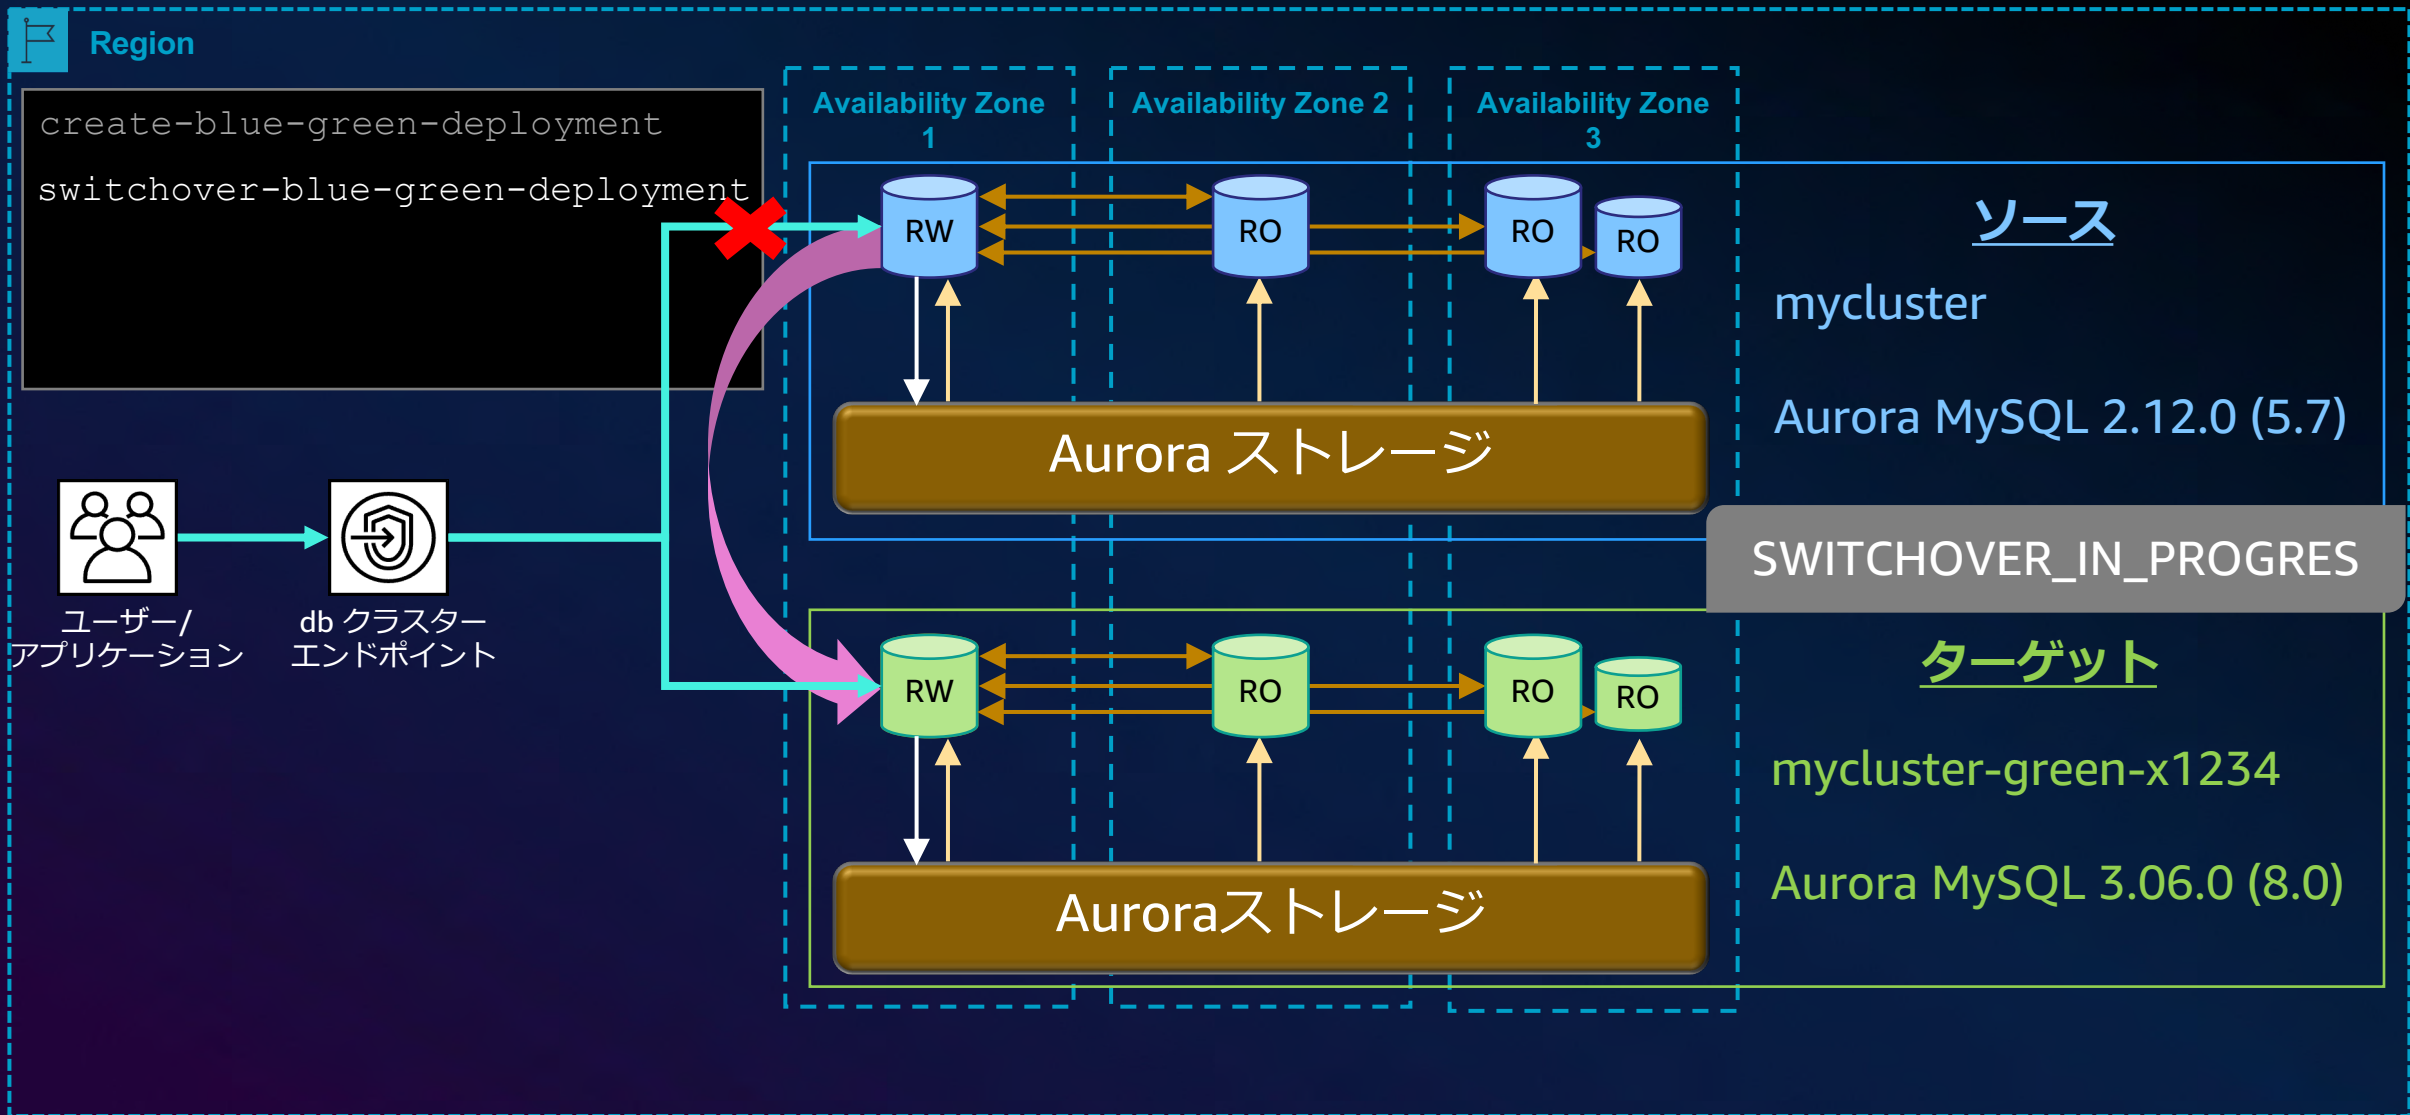 Region
create-blue-green-deployment
switchover-blue-green-deployment
Availability Zone
1
Availability Zone 2
Availability Zone
3
RW
RO
RO
RO
Aurora ストレージ
ソース
mycluster
Aurora MySQL 2.12.0 (5.7)
SWITCHOVER_IN_PROGRES
ユーザー/
アプリケーション
db クラスター
エンドポイント
RW
RO
RO
RO
Auroraストレージ
ターゲット
mycluster-green-x1234
Aurora MySQL 3.06.0 (8.0)